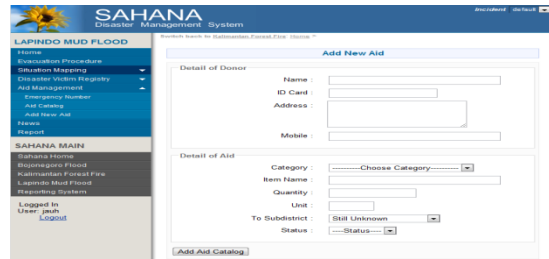 SAHANA
Disaster Management System
Incident default
LAPINDO MUD FLOOD
Home
Evacuation Procedure
Situation Mapping
Disaster Victim Registry
Aid Management
Emergency Number
Aid Catalog
Add New Aid
News
Report
SAHANA MAIN
Sahana Home
Bojonegoro Flood
Kalimantan Forest Fire
Lapindo Mud Flood
Reporting System
Logged In
User: jauh
Logout
Switch back to Kalimantan Forest Fire Home
Add New Aid
Detail of Donor
Name :
ID Card :
Address :
Mobile :
Detail of Aid
Category : ----------Choose Category----------
Item Name :
Quantity :
Unit :
To Subdistrict : Still Unknown
Status : ----Status----
Add Aid Catalog